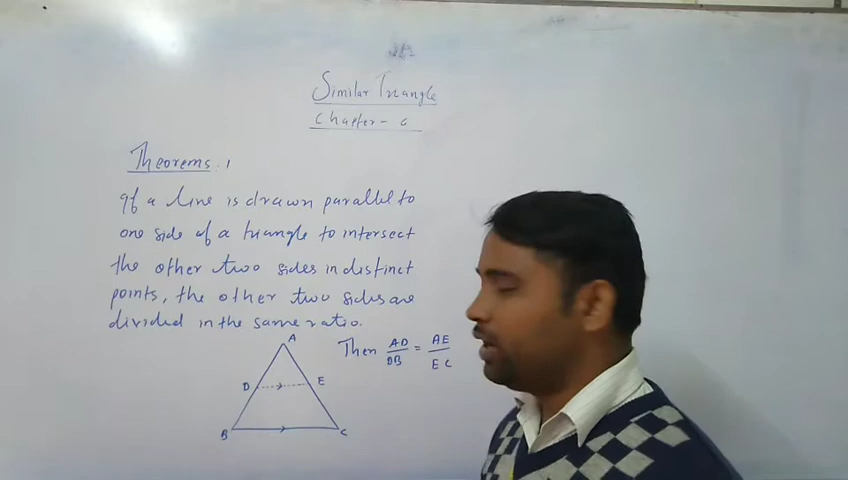 Similar Triangle
Chapter - 6
Theorems. 1
If a line is drawn parallel to
one side of a triangle to intersect
the other two sides in distinct
points, the other two sides are
divided in the same ratio.
Then AD/DB = AE/EC
A
D E
B C